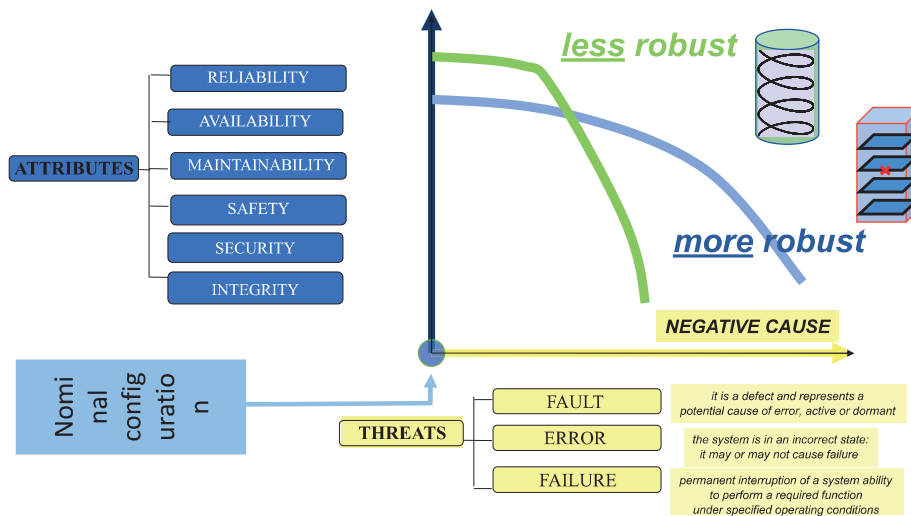 less robust
RELIABILITY
AVAILABILITY
ATTRIBUTES
MAINTAINABILITY
SAFETY
SECURITY
INTEGRITY
more robust
NEGATIVE CAUSE
Nomi
nal
config
uratio
n
THREATS
FAULT
it is a defect and represents a
potential cause of error, active or dormant
ERROR
the system is in an incorrect state:
it may or may not cause failure
FAILURE
permanent interruption of a system ability
to perform a required function
under specified operating conditions